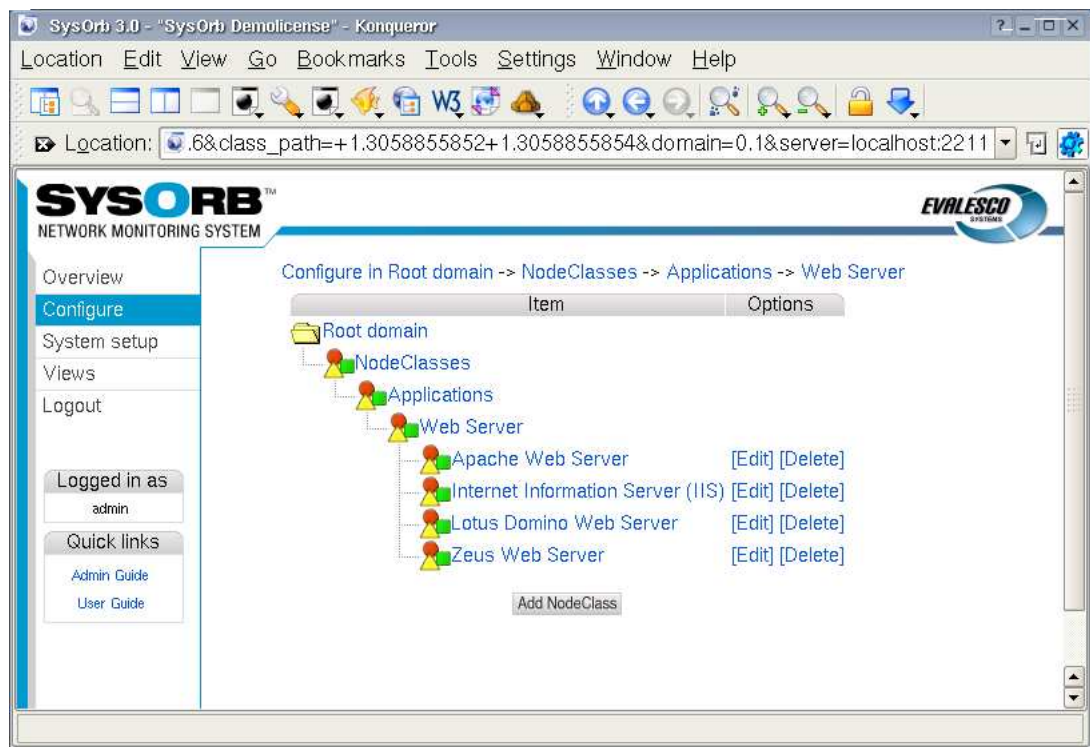 SysOrb 3.0 - "SysOrb Demolicense" - Konqueror
Location Edit View Go Bookmarks Tools Settings Window Help
Location: .6&class_path=+1.3058855852+1.3058855854&domain=0.1&server=localhost:2211
SYSORB™
NETWORK MONITORING SYSTEM
EVALESCO
SYSTEMS
Overview
Configure
System setup
Views
Logout
Logged in as
admin
Quick links
Admin Guide
User Guide
Configure in Root domain -> NodeClasses -> Applications -> Web Server
Item Options
Root domain
NodeClasses
Applications
Web Server
Apache Web Server [Edit] [Delete]
Internet Information Server (IIS) [Edit] [Delete]
Lotus Domino Web Server [Edit] [Delete]
Zeus Web Server [Edit] [Delete]
Add NodeClass